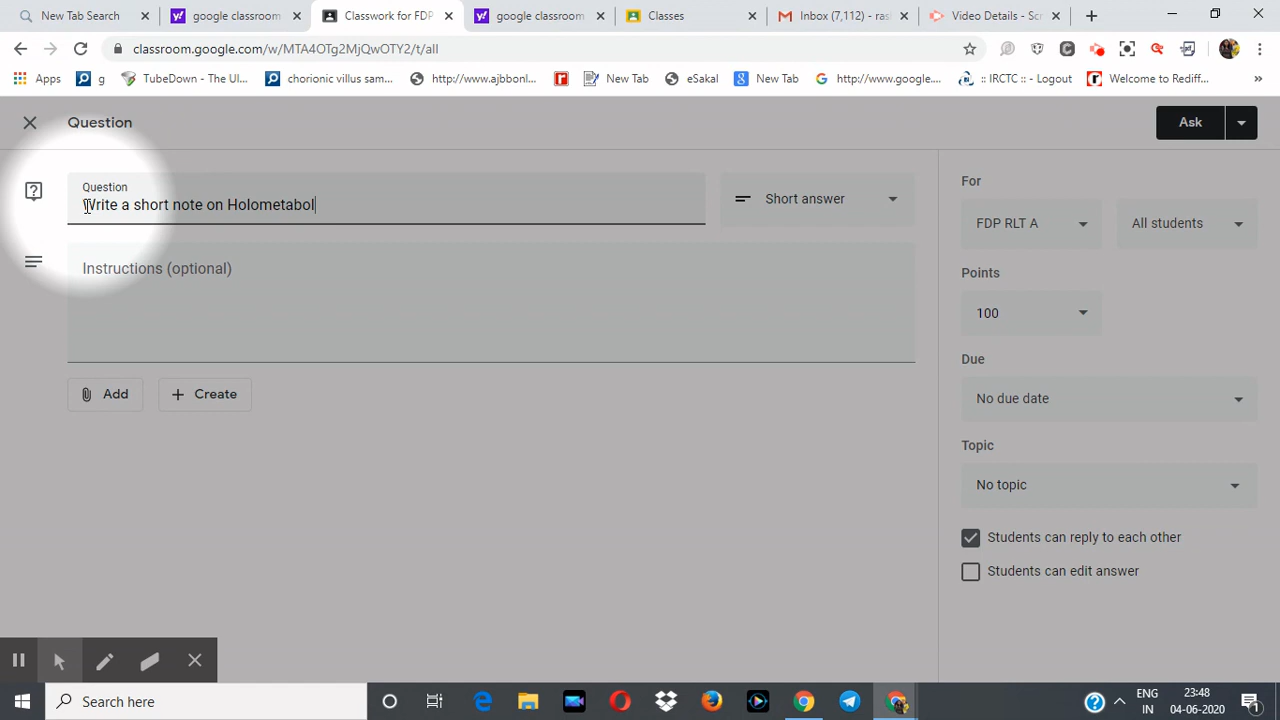 New Tab Search
google classroom
Classwork for FDP
google classroom
Classes
Inbox (7,112) - ra
Video Details - Scr
classroom.google.com/w/MTA4OTg2MjQwOTY2/t/all
Apps
g
TubeDown - The Ul...
chorionic villus sam...
http://www.ajbbonl...
New Tab
eSakal
New Tab
http://www.google....
:: IRCTC :: - Logout
Welcome to Rediff...
»
Question
Ask
Question
Write a short note on Holometabol
Short answer
Instructions (optional)
Add
Create
For
FDP RLT A
All students
Points
100
Due
No due date
Topic
No topic
Students can reply to each other
Students can edit answer
Search here
ENG
IN
23:48
04-06-2020
1